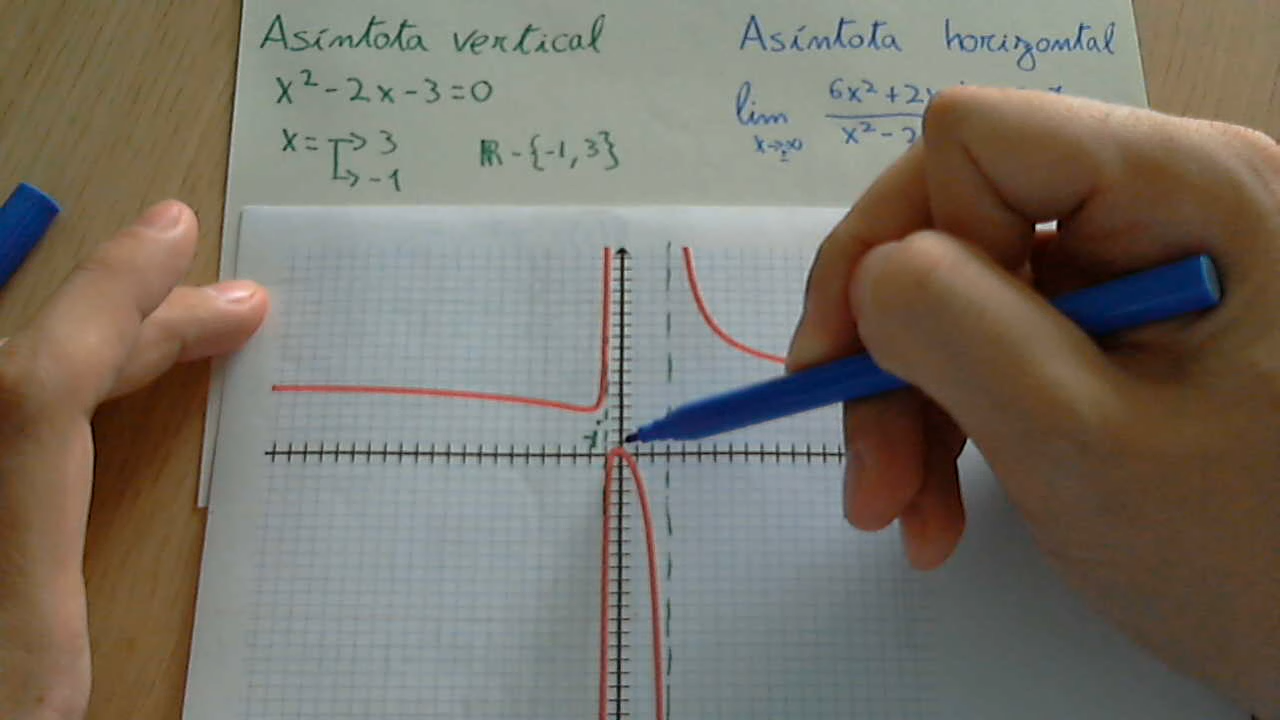 Asíntota vertical
x²-2x-3=0
x= → 3
→ -1
ℝ-{-1,3}
Asíntota horizontal
lim 6x²+2x
x→∞ x²-2
-1